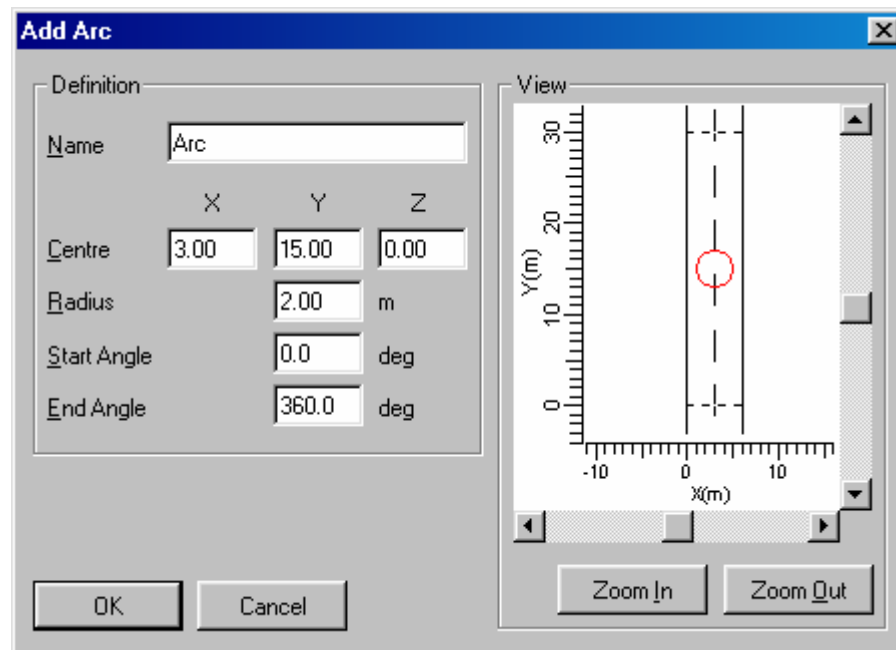 Add Arc
Definition
Name
Arc
X Y Z
Centre 3.00 15.00 0.00
Radius 2.00 m
Start Angle 0.0 deg
End Angle 360.0 deg
OK Cancel
View
30
20
10
0
Y(m)
-10 0 10
X(m)
Zoom In Zoom Out